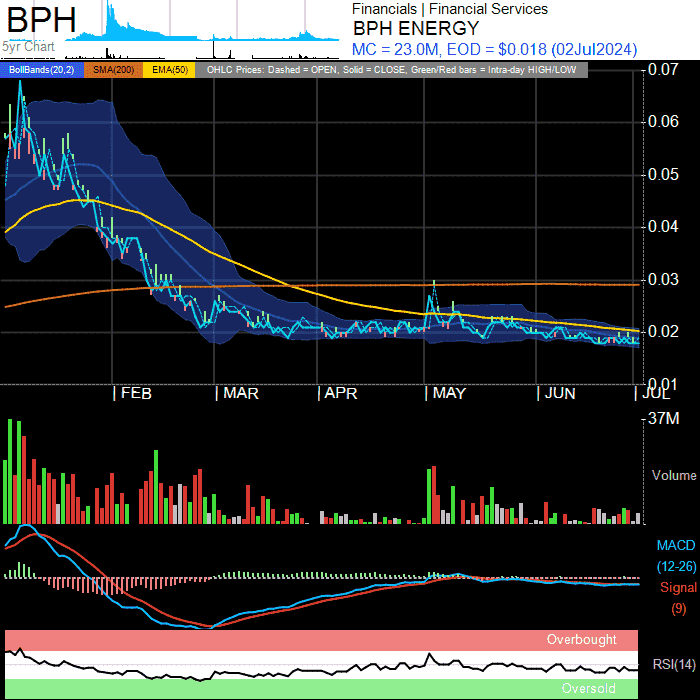 BPH
5yr Chart
Financials | Financial Services
BPH ENERGY
MC = 23.0M, EOD = $0.018 (02Jul2024)
BollBands(20,2) SMA(200) EMA(50) OHLC Prices: Dashed = OPEN, Solid = CLOSE, Green/Red bars = Intra-day HIGH/LOW
0.07
0.06
0.05
0.04
0.03
0.02
0.01
FEB MAR APR MAY JUN JUL
37M
Volume
MACD
(12-26)
Signal
(9)
Overbought
RSI(14)
Oversold